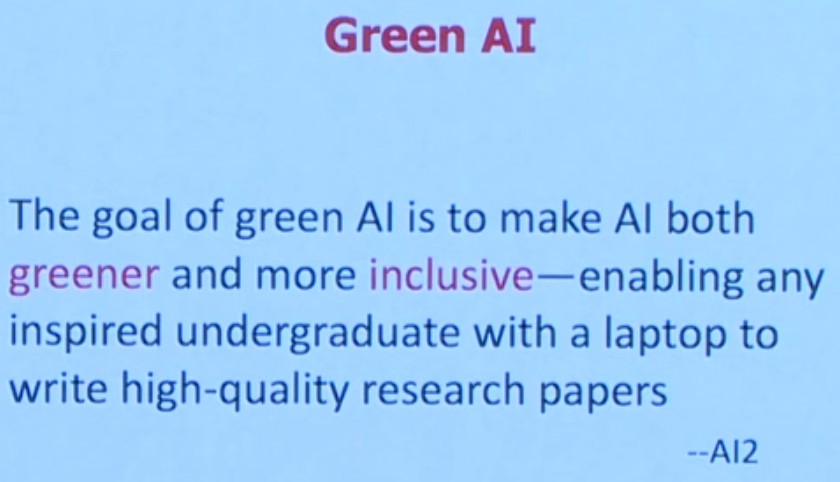 Green AI
The goal of green AI is to make AI both
greener and more inclusive—enabling any
inspired undergraduate with a laptop to
write high-quality research papers
--AI2